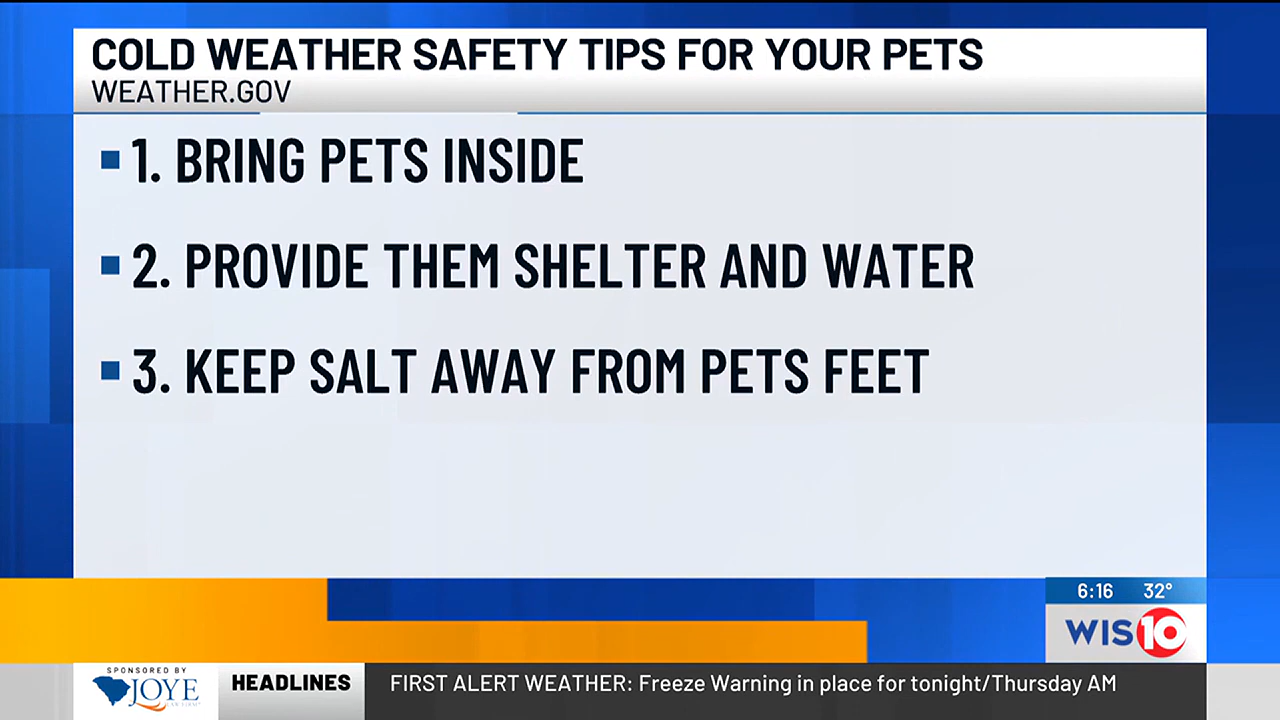 COLD WEATHER SAFETY TIPS FOR YOUR PETS
WEATHER.GOV
1. BRING PETS INSIDE
2. PROVIDE THEM SHELTER AND WATER
3. KEEP SALT AWAY FROM PETS FEET
6:16 32°
WIS10
SPONSORED BY
JOYE
LAW FIRM
HEADLINES
FIRST ALERT WEATHER: Freeze Warning in place for tonight/Thursday AM